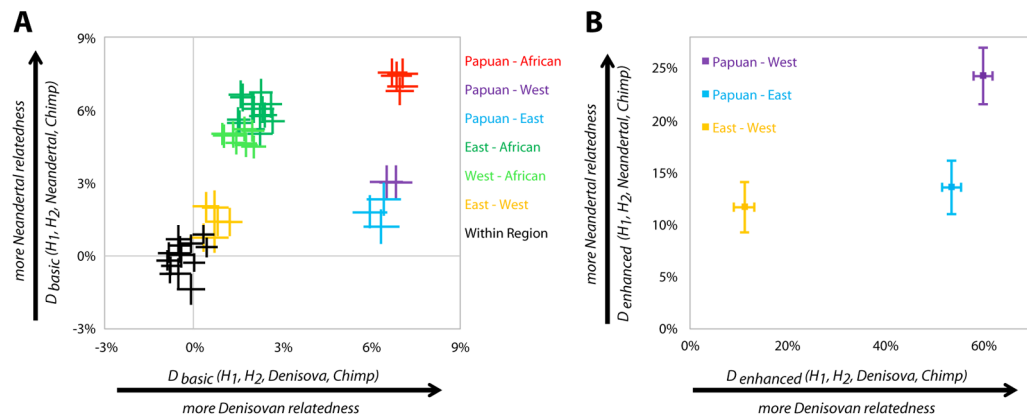 A
more Neandertal relatedness
D basic (H1, H2, Neandertal, Chimp)
9%
6%
3%
0%
-3%
-3%
0%
3%
6%
9%
D basic (H1, H2, Denisova, Chimp)
more Denisovan relatedness
Papuan - African
Papuan - West
Papuan - East
East - African
West - African
East - West
Within Region
B
more Neandertal relatedness
D enhanced (H1, H2, Neandertal, Chimp)
25%
20%
15%
10%
5%
0%
0%
20%
40%
60%
D enhanced (H1, H2, Denisova, Chimp)
more Denisovan relatedness
Papuan - West
Papuan - East
East - West